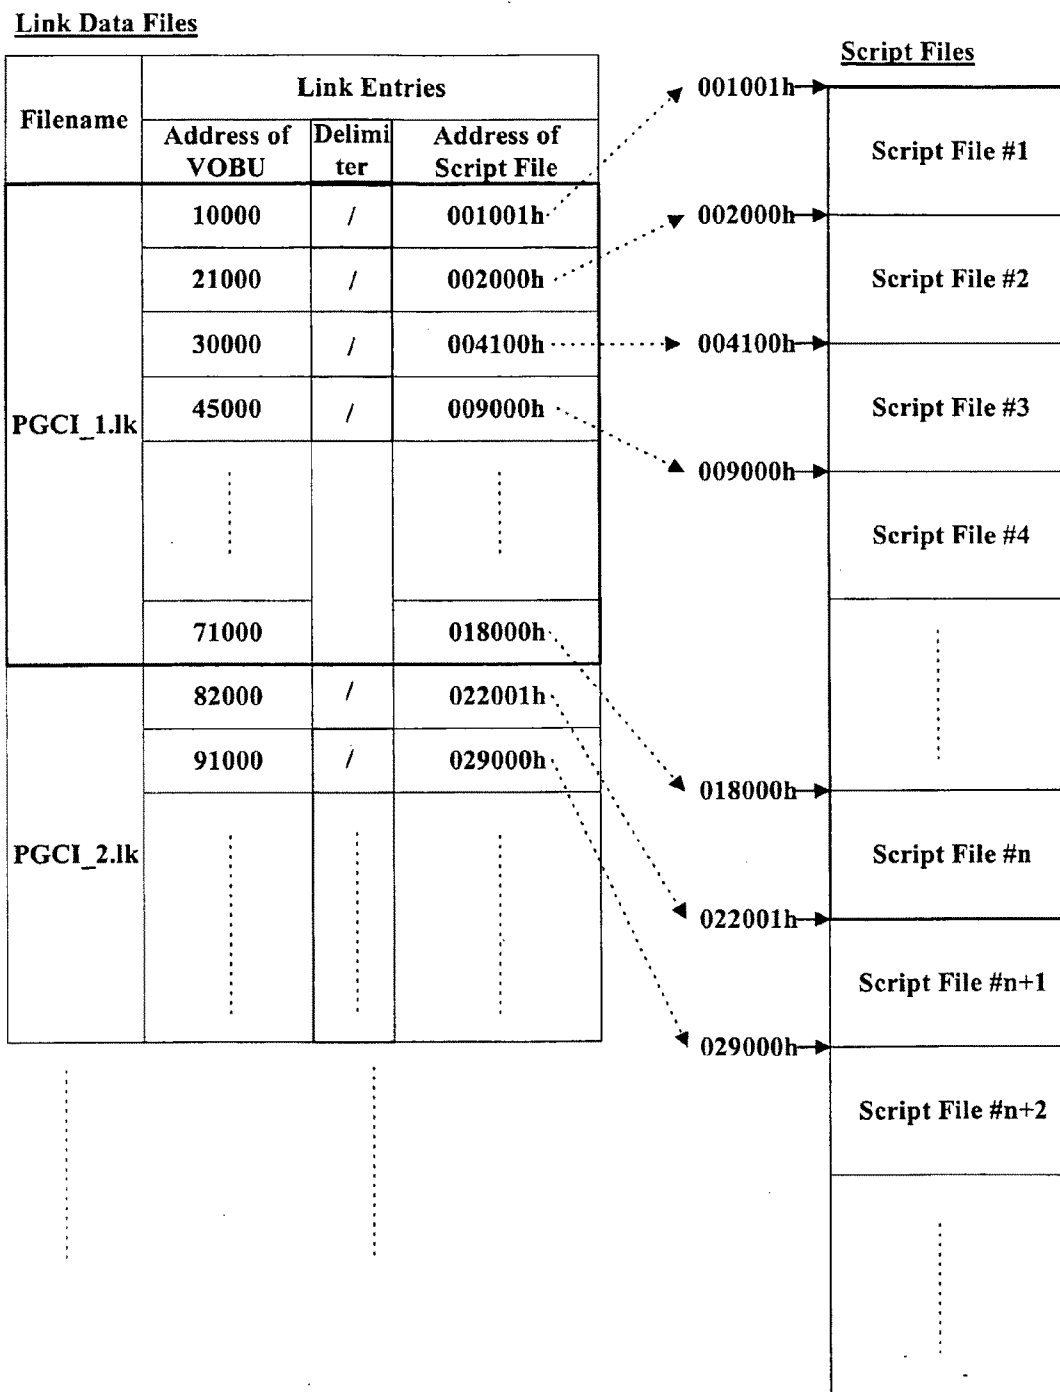 Link Data Files
Filename
Link Entries
Address of VOBU
Delimi
ter
Address of Script File
PGCI_1.lk
10000 / 001001h
21000 / 002000h
30000 / 004100h
45000 / 009000h
71000 018000h
PGCI_2.lk
82000 / 022001h
91000 / 029000h
Script Files
001001h
Script File #1
002000h
Script File #2
004100h
Script File #3
009000h
Script File #4
018000h
Script File #n
022001h
Script File #n+1
029000h
Script File #n+2